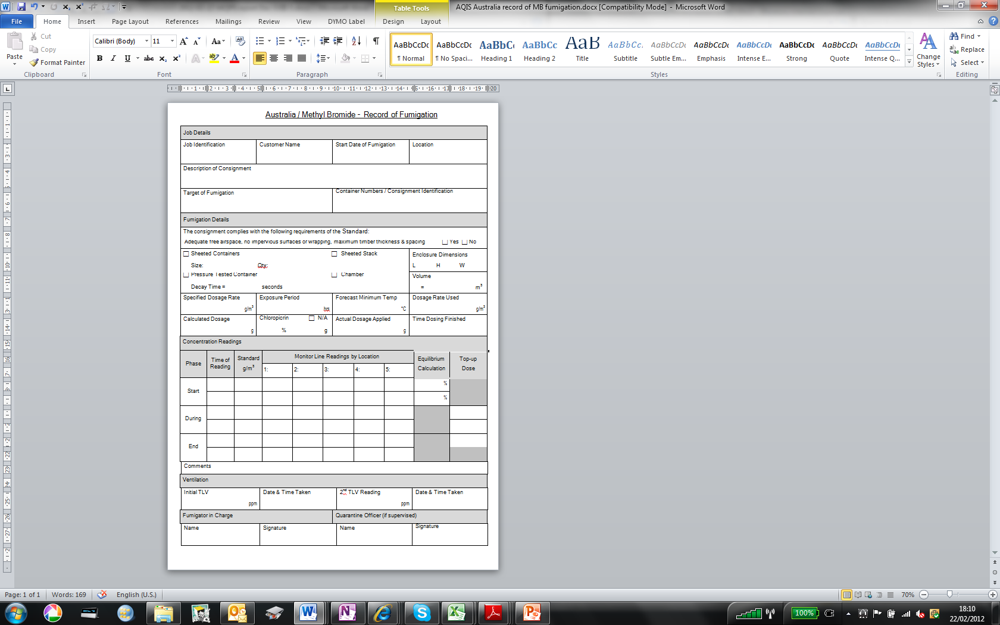 AQIS Australia record of MB fumigation.docx [Compatibility Mode] - Microsoft Word
Table Tools
File Home Insert Page Layout References Mailings Review View DYMO Label Design Layout
Paste
Cut
Copy
Format Painter
Clipboard
Calibri (Body) 11
Font
Paragraph
AaBbCcDc AaBbCcDc AaBbC AaBbCc AaB AaBbCc. AaBbCcDc AaBbCcDc AaBbCcDc AaBbCcDc AaBbCcDc AaBbCcDc
¶ Normal ¶ No Spaci... Heading 1 Heading 2 Title Subtitle Subtle Em... Emphasis Intense E... Strong Quote Intense Q...
Styles
Change Styles
Find
Replace
Select
Editing
Australia / Methyl Bromide - Record of Fumigation
Job Details
Job Identification Customer Name Start Date of Fumigation Location
Description of Consignment
Target of Fumigation Container Numbers / Consignment Identification
Fumigation Details
The consignment complies with the following requirements of the Standard:
Adequate free airspace, no impervious surfaces or wrapping, maximum timber thickness & spacing Yes No
Sheeted Containers Sheeted Stack Enclosure Dimensions
Size: Qty: L H W
Pressure Tested Container Chamber Volume
Decay Time = seconds = m³
Specified Dosage Rate Exposure Period Forecast Minimum Temp Dosage Rate Used
g/m³ hrs °C g/m³
Calculated Dosage Chloropicrin N/A Actual Dosage Applied Time Dosing Finished
g % g g
Concentration Readings
Phase Time of Reading Standard g/m³ Monitor Line Readings by Location Equilibrium Calculation Top-up Dose
1: 2: 3: 4: 5:
Start %
%
During
End
Comments
Ventilation
Initial TLV Date & Time Taken 2nd TLV Reading Date & Time Taken
ppm ppm
Fumigator in Charge Quarantine Officer (if supervised)
Name Signature Name Signature
Page: 1 of 1 Words: 169 English (U.S.) 70%
100% 18:10
22/02/2012